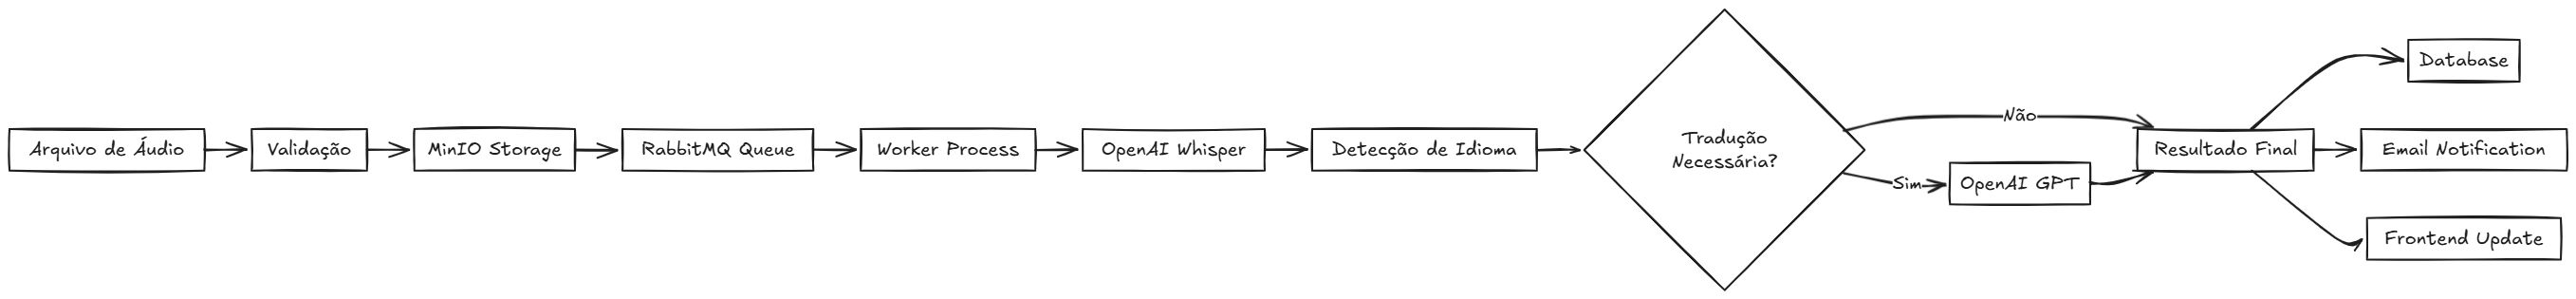 Arquivo de Áudio
Validação
MinIO Storage
RabbitMQ Queue
Worker Process
OpenAI Whisper
Detecção de Idioma
Tradução
Necessária?
Não
Sim
OpenAI GPT
Resultado Final
Database
Email Notification
Frontend Update